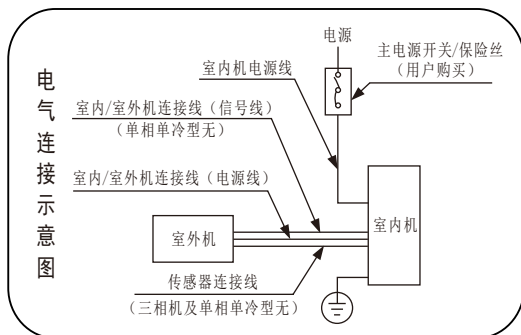 电气连接示意图
电源
主电源开关/保险丝
（用户购买）
室内机电源线
室内/室外机连接线（信号线）
（单相单冷型无）
室内/室外机连接线（电源线）
室外机
室内机
传感器连接线
（三相机及单相单冷型无）